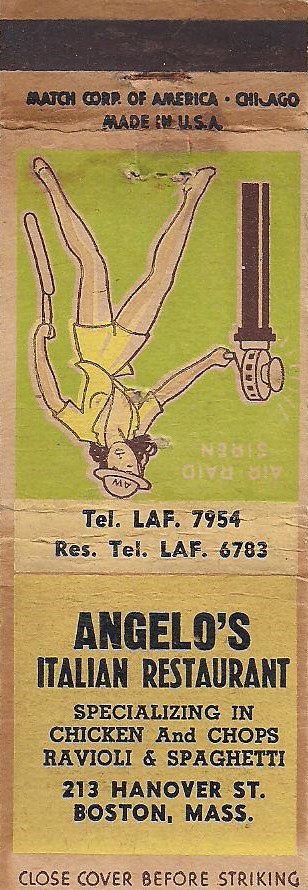 MATCH CORP. OF AMERICA · CHICAGO
MADE IN U.S.A.
AIR RAID
SIREN
AW
Tel. LAF. 7954
Res. Tel. LAF. 6783
ANGELO'S
ITALIAN RESTAURANT
SPECIALIZING IN
CHICKEN And CHOPS
RAVIOLI & SPAGHETTI
213 HANOVER ST.
BOSTON, MASS.
CLOSE COVER BEFORE STRIKING